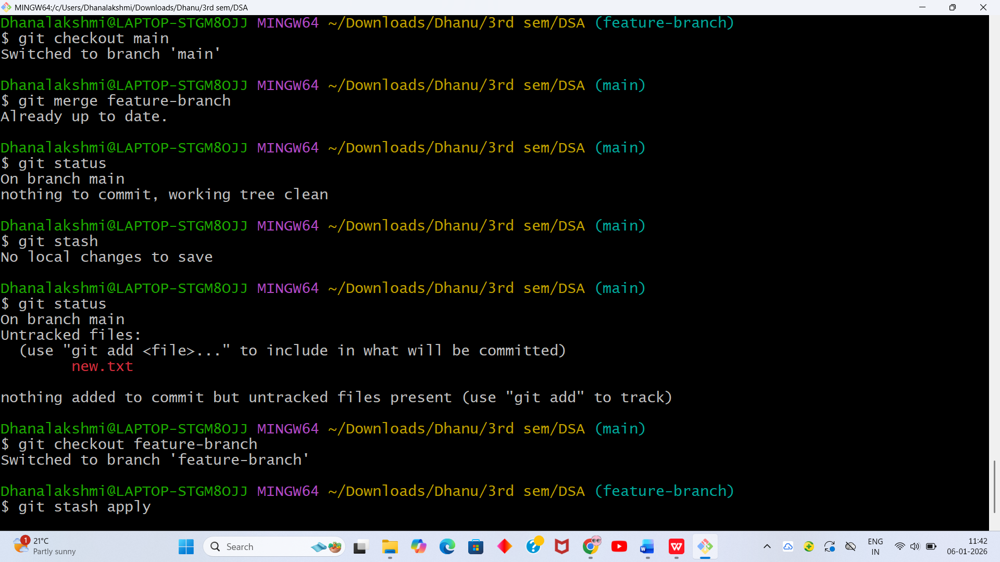 MINGW64:/c/Users/Dhanalakshmi/Downloads/Dhanu/3rd sem/DSA
Dhanalakshmi@LAPTOP-STGM8OJJ MINGW64 ~/Downloads/Dhanu/3rd sem/DSA (feature-branch)
$ git checkout main
Switched to branch 'main'
Dhanalakshmi@LAPTOP-STGM8OJJ MINGW64 ~/Downloads/Dhanu/3rd sem/DSA (main)
$ git merge feature-branch
Already up to date.
Dhanalakshmi@LAPTOP-STGM8OJJ MINGW64 ~/Downloads/Dhanu/3rd sem/DSA (main)
$ git status
On branch main
nothing to commit, working tree clean
Dhanalakshmi@LAPTOP-STGM8OJJ MINGW64 ~/Downloads/Dhanu/3rd sem/DSA (main)
$ git stash
No local changes to save
Dhanalakshmi@LAPTOP-STGM8OJJ MINGW64 ~/Downloads/Dhanu/3rd sem/DSA (main)
$ git status
On branch main
Untracked files:
  (use "git add <file>..." to include in what will be committed)
        new.txt
nothing added to commit but untracked files present (use "git add" to track)
Dhanalakshmi@LAPTOP-STGM8OJJ MINGW64 ~/Downloads/Dhanu/3rd sem/DSA (main)
$ git checkout feature-branch
Switched to branch 'feature-branch'
Dhanalakshmi@LAPTOP-STGM8OJJ MINGW64 ~/Downloads/Dhanu/3rd sem/DSA (feature-branch)
$ git stash apply
1
21°C
Partly sunny
Search
ENG
IN
11:42
06-01-2026